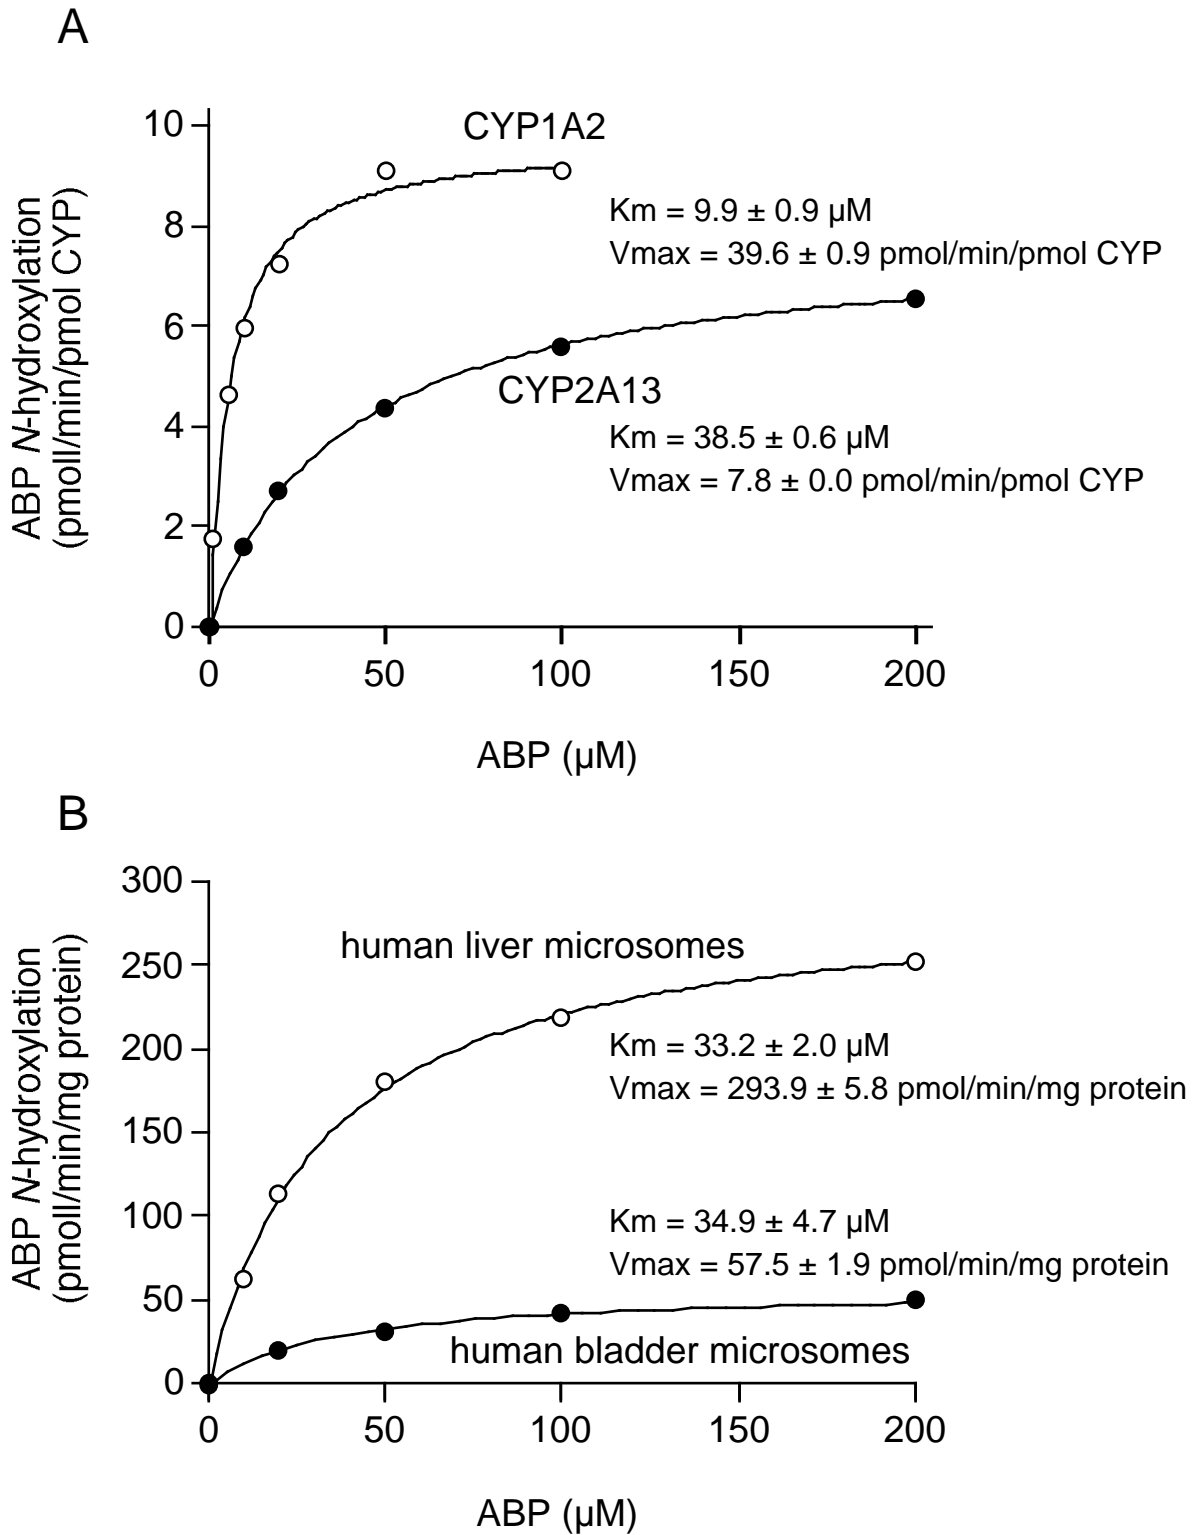 A
10
8
6
4
2
0
ABP N-hydroxylation
(pmoll/min/pmol CYP)
CYP1A2
Km = 9.9 ± 0.9 µM
Vmax = 39.6 ± 0.9 pmol/min/pmol CYP
CYP2A13
Km = 38.5 ± 0.6 µM
Vmax = 7.8 ± 0.0 pmol/min/pmol CYP
0 50 100 150 200
ABP (µM)
B
300
250
200
150
100
50
0
ABP N-hydroxylation
(pmoll/min/mg protein)
human liver microsomes
Km = 33.2 ± 2.0 µM
Vmax = 293.9 ± 5.8 pmol/min/mg protein
Km = 34.9 ± 4.7 µM
Vmax = 57.5 ± 1.9 pmol/min/mg protein
human bladder microsomes
0 50 100 150 200
ABP (µM)